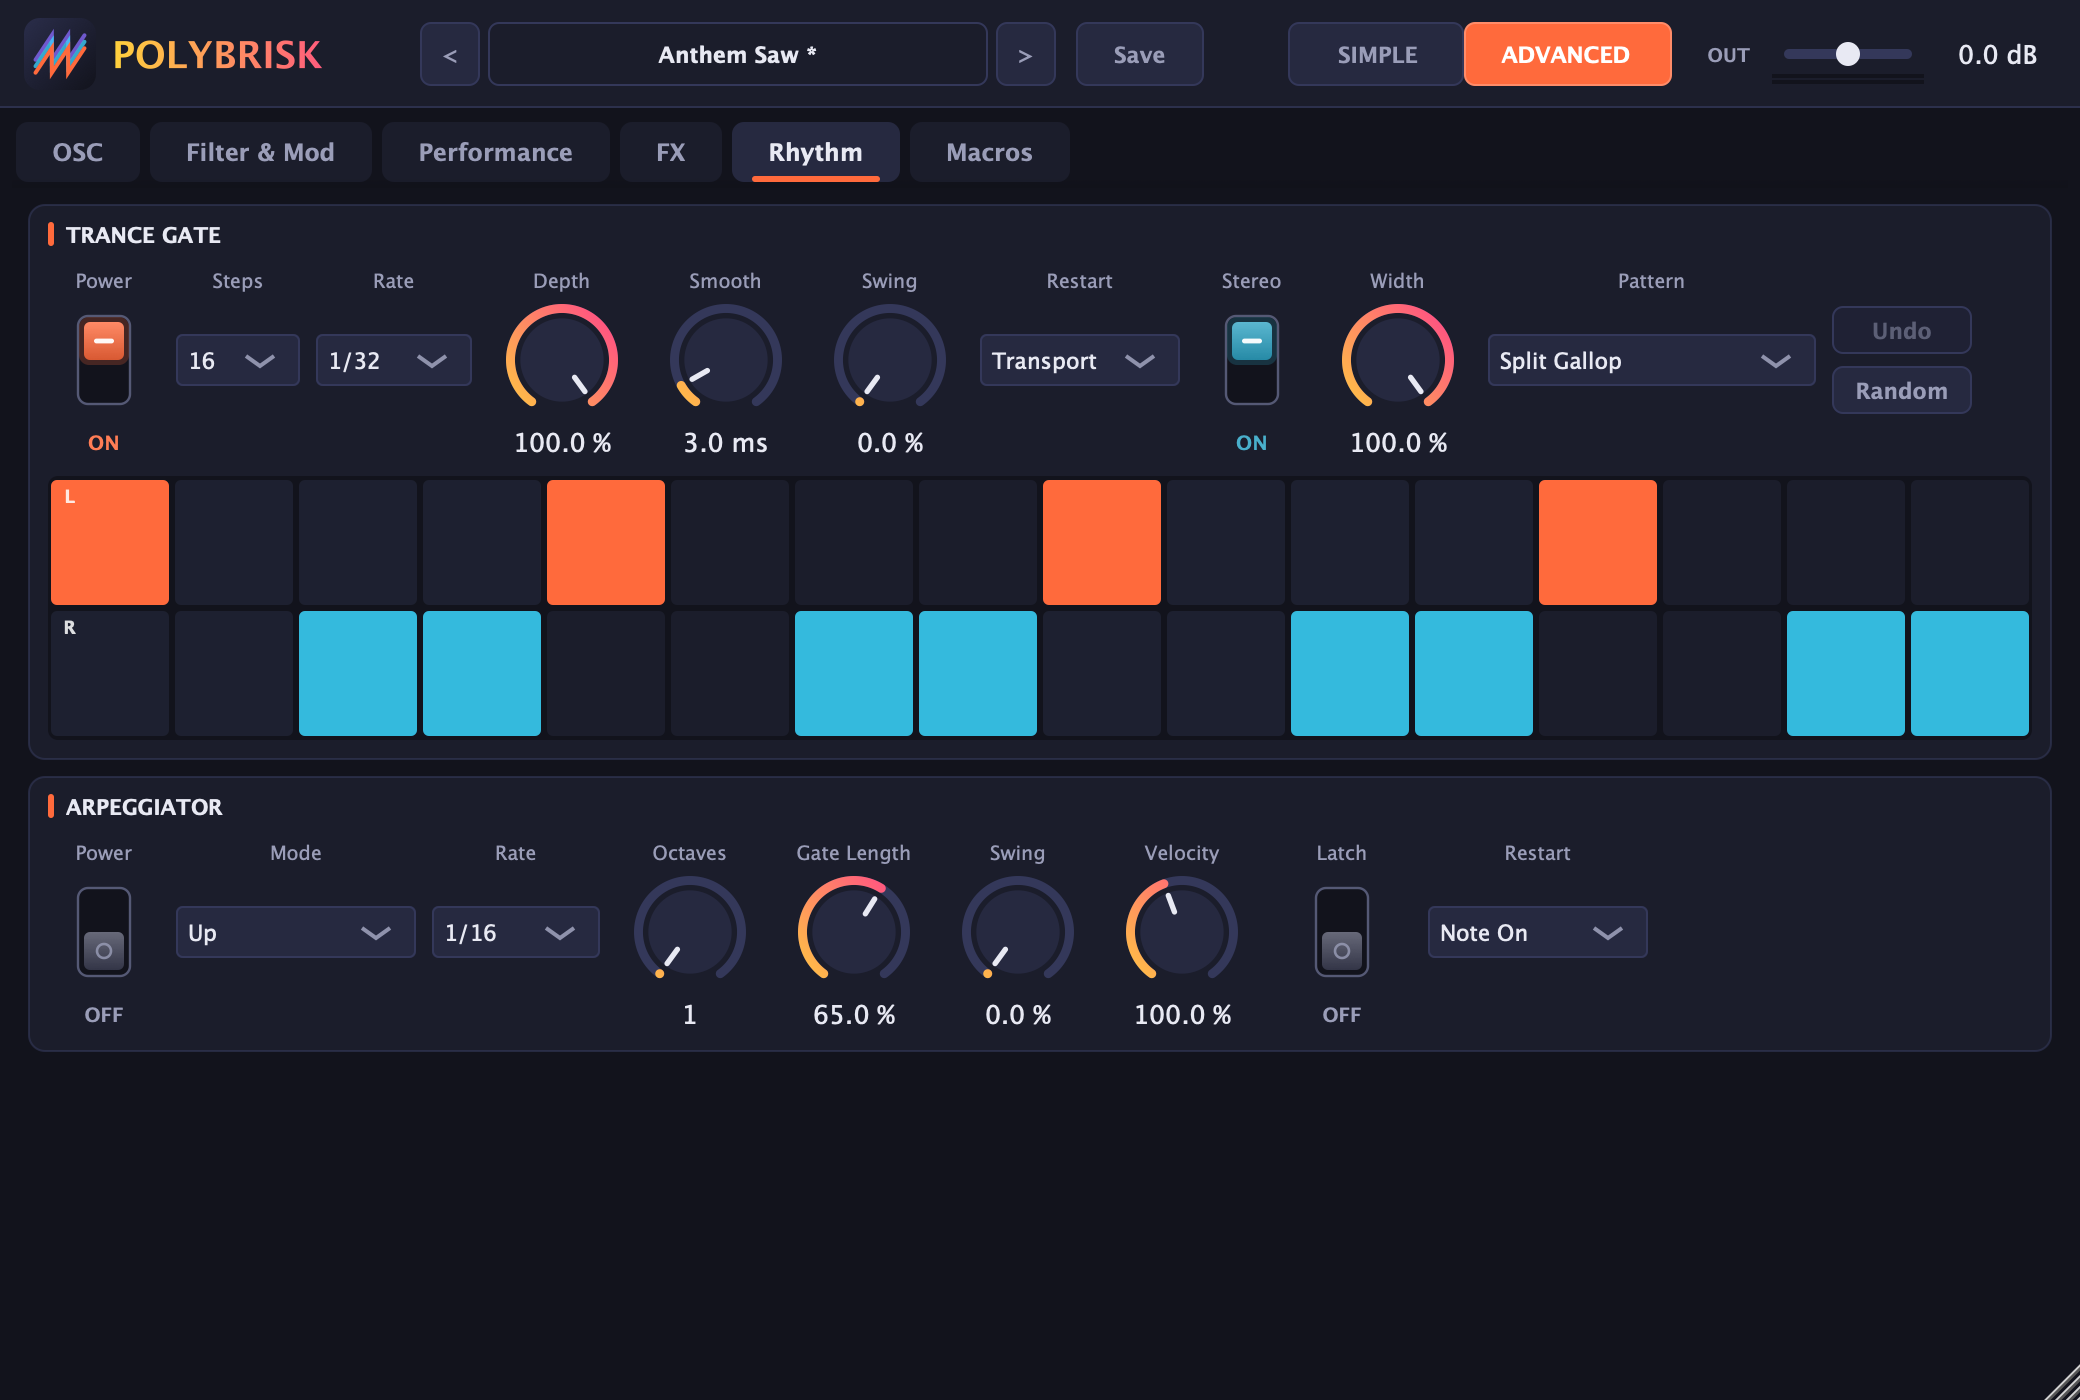 POLYBRISK
< Anthem Saw * > Save SIMPLE ADVANCED OUT 0.0 dB
OSC Filter & Mod Performance FX Rhythm Macros
TRANCE GATE
Power Steps Rate Depth Smooth Swing Restart Stereo Width Pattern
16 1/32 Transport Split Gallop Undo
Random
ON 100.0 % 3.0 ms 0.0 % ON 100.0 %
L
R
ARPEGGIATOR
Power Mode Rate Octaves Gate Length Swing Velocity Latch Restart
Up 1/16 Note On
OFF 1 65.0 % 0.0 % 100.0 % OFF